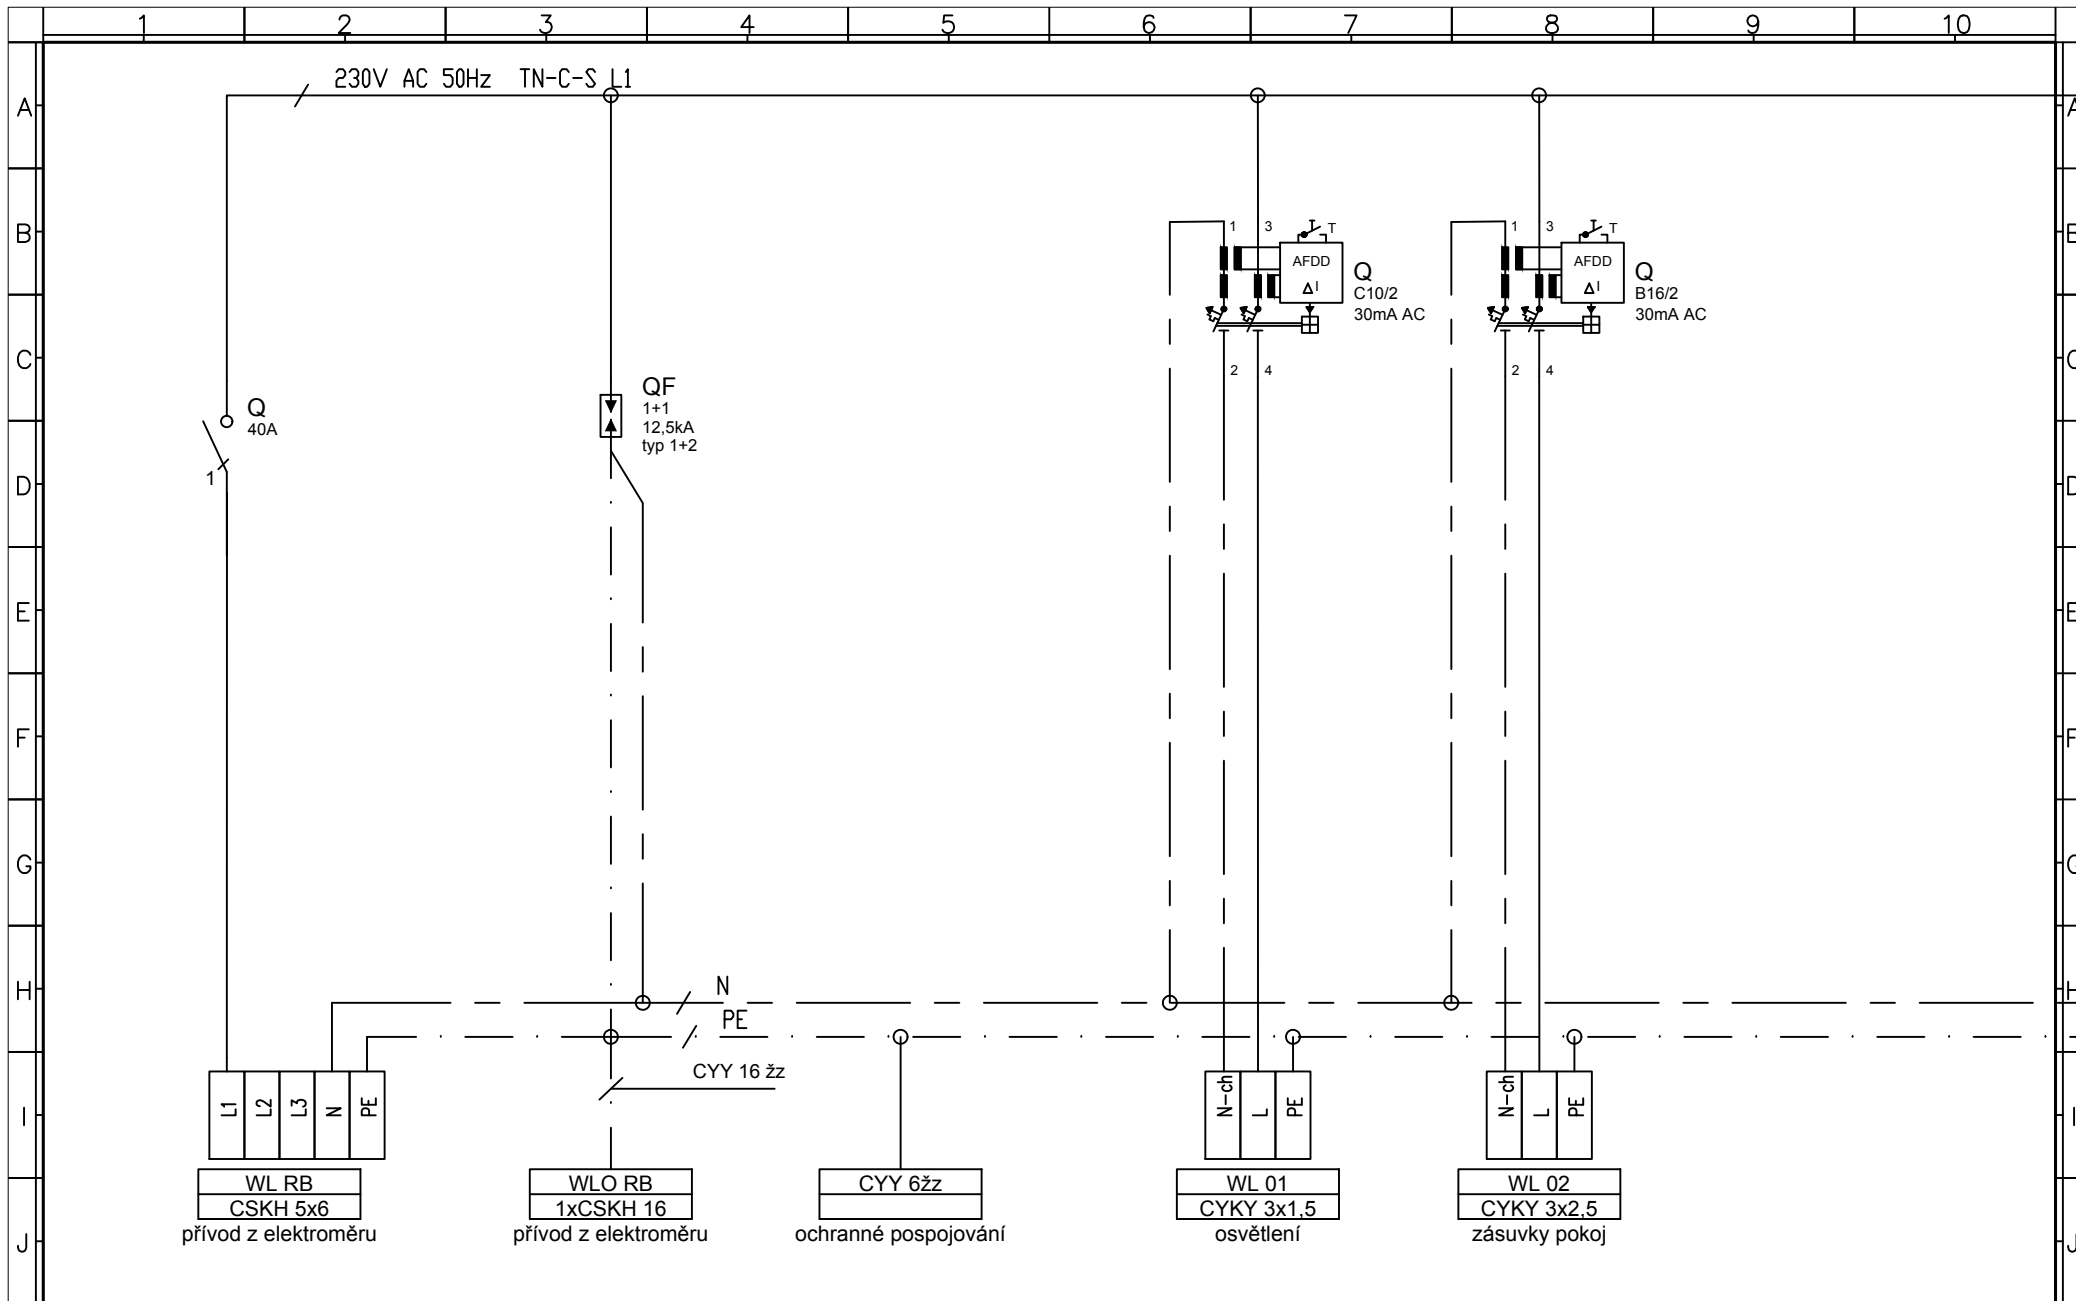 1 2 3 4 5 6 7 8 9 10
230V AC 50Hz TN-C-S L1
A
A
B
B
C
C
D
D
E
E
F
F
G
G
H
H
I
I
J
J
1 3 T
AFDD
ΔI
Q
C10/2
30mA AC
2 4
1 3 T
AFDD
ΔI
Q
B16/2
30mA AC
2 4
Q
40A
1
QF
1+1
12,5kA
typ 1+2
N
PE
CYY 16 žz
L1 L2 L3 N PE
N-ch L PE
N-ch L PE
WL RB
CSKH 5x6
přívod z elektroměru
WLO RB
1xCSKH 16
přívod z elektroměru
CYY 6žz
ochranné pospojování
WL 01
CYKY 3x1,5
osvětlení
WL 02
CYKY 3x2,5
zásuvky pokoj